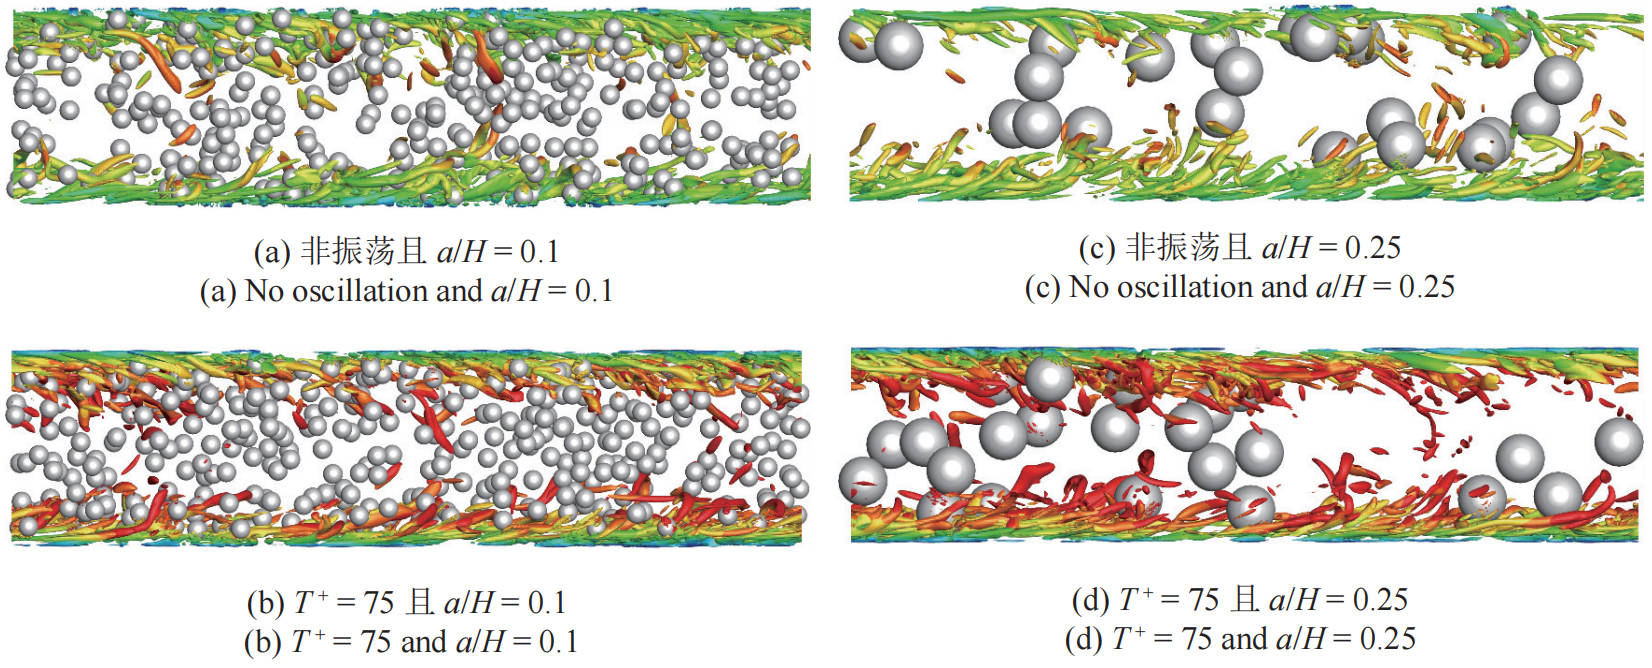 (a) 非振荡且 a/H = 0.1
(a) No oscillation and a/H = 0.1
(c) 非振荡且 a/H = 0.25
(c) No oscillation and a/H = 0.25
(b) T⁺ = 75 且 a/H = 0.1
(b) T⁺ = 75 and a/H = 0.1
(d) T⁺ = 75 且 a/H = 0.25
(d) T⁺ = 75 and a/H = 0.25